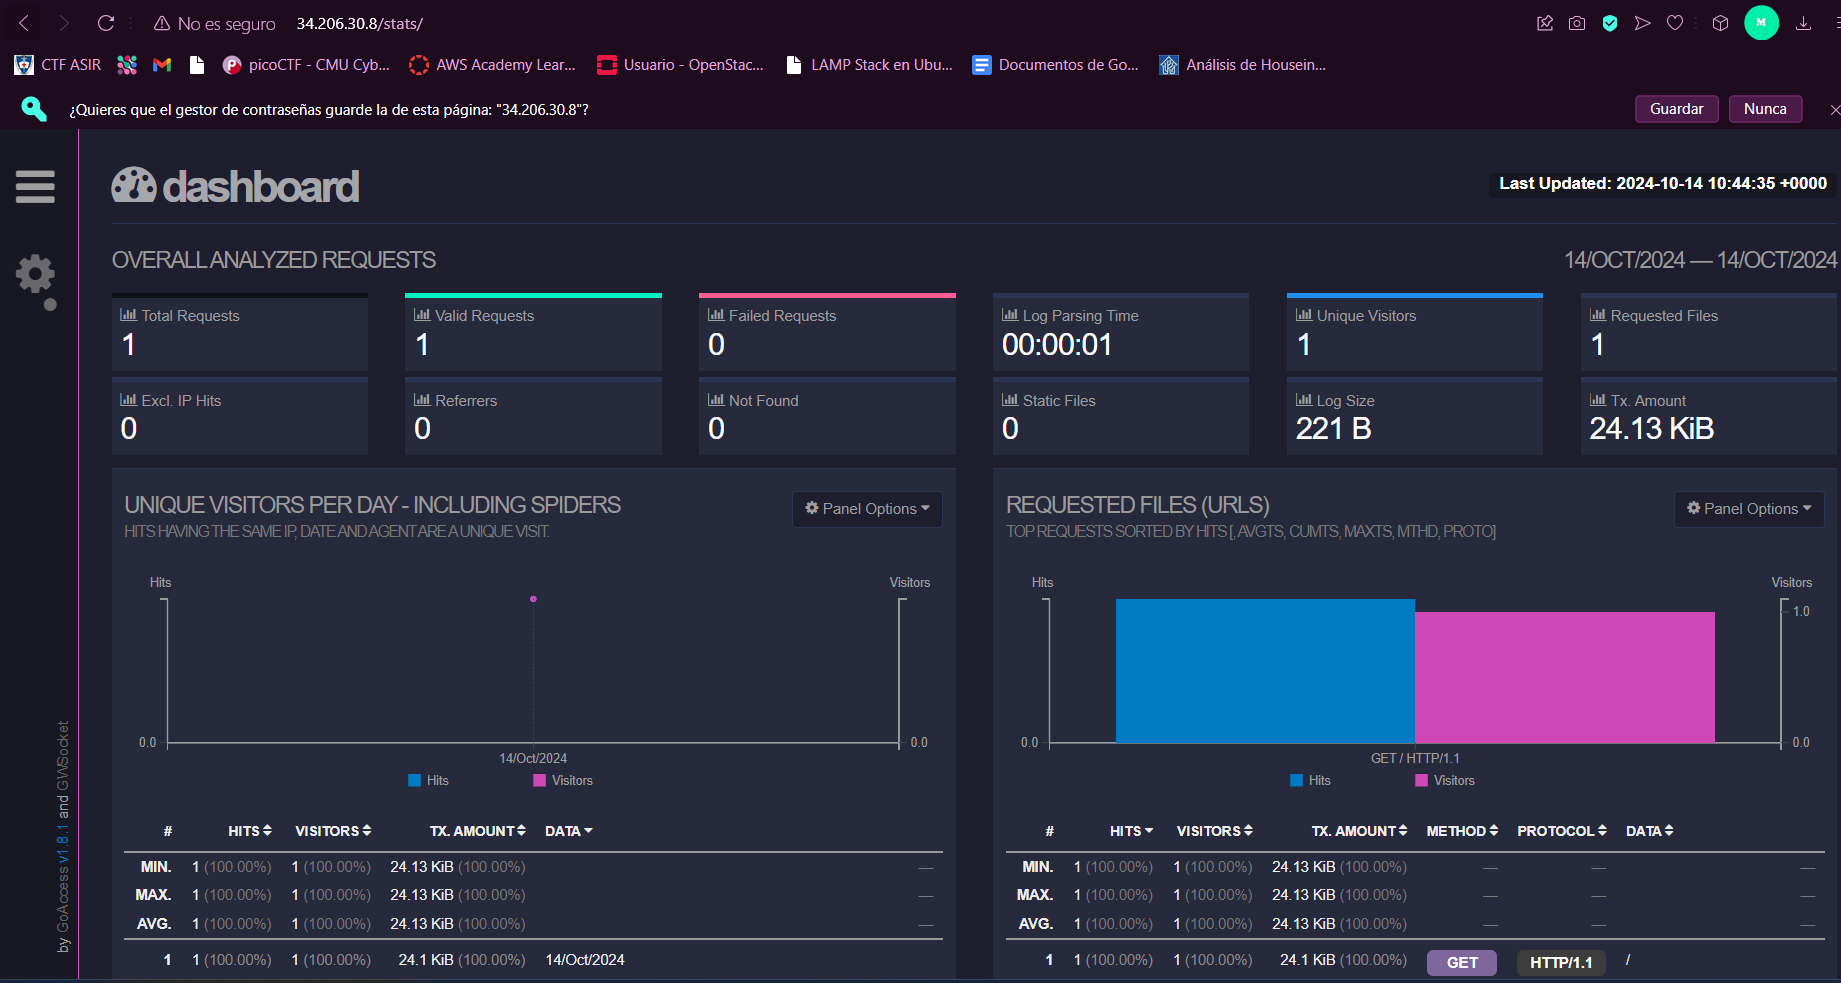 No es seguro 34.206.30.8/stats/
M
CTF ASIR picoCTF - CMU Cyb... AWS Academy Lear... Usuario - OpenStac... LAMP Stack en Ubu... Documentos de Go... Análisis de Housein...
¿Quieres que el gestor de contraseñas guarde la de esta página: "34.206.30.8"? Guardar Nunca
dashboard
Last Updated: 2024-10-14 10:44:35 +0000
OVERALL ANALYZED REQUESTS 14/OCT/2024 — 14/OCT/2024
Total Requests Valid Requests Failed Requests Log Parsing Time Unique Visitors Requested Files
1 1 0 00:00:01 1 1
Excl. IP Hits Referrers Not Found Static Files Log Size Tx. Amount
0 0 0 0 221 B 24.13 KiB
UNIQUE VISITORS PER DAY - INCLUDING SPIDERS
HITS HAVING THE SAME IP, DATE AND AGENT ARE A UNIQUE VISIT.
Panel Options
Hits Visitors
0.0 0.0
14/Oct/2024
Hits Visitors
# HITS VISITORS TX. AMOUNT DATA
MIN. 1 (100.00%) 1 (100.00%) 24.13 KiB (100.00%) —
MAX. 1 (100.00%) 1 (100.00%) 24.13 KiB (100.00%) —
AVG. 1 (100.00%) 1 (100.00%) 24.13 KiB (100.00%) —
1 1 (100.00%) 1 (100.00%) 24.1 KiB (100.00%) 14/Oct/2024
REQUESTED FILES (URLS)
TOP REQUESTS SORTED BY HITS [, AVGTS, CUMTS, MAXTS, MTHD, PROTO]
Panel Options
Hits Visitors
1.0
0.0 0.0
GET / HTTP/1.1
Hits Visitors
# HITS VISITORS TX. AMOUNT METHOD PROTOCOL DATA
MIN. 1 (100.00%) 1 (100.00%) 24.13 KiB (100.00%) — — —
MAX. 1 (100.00%) 1 (100.00%) 24.13 KiB (100.00%) — — —
AVG. 1 (100.00%) 1 (100.00%) 24.13 KiB (100.00%) — — —
1 1 (100.00%) 1 (100.00%) 24.1 KiB (100.00%) GET HTTP/1.1 /
by GoAccess v1.8.1 and GWSocket